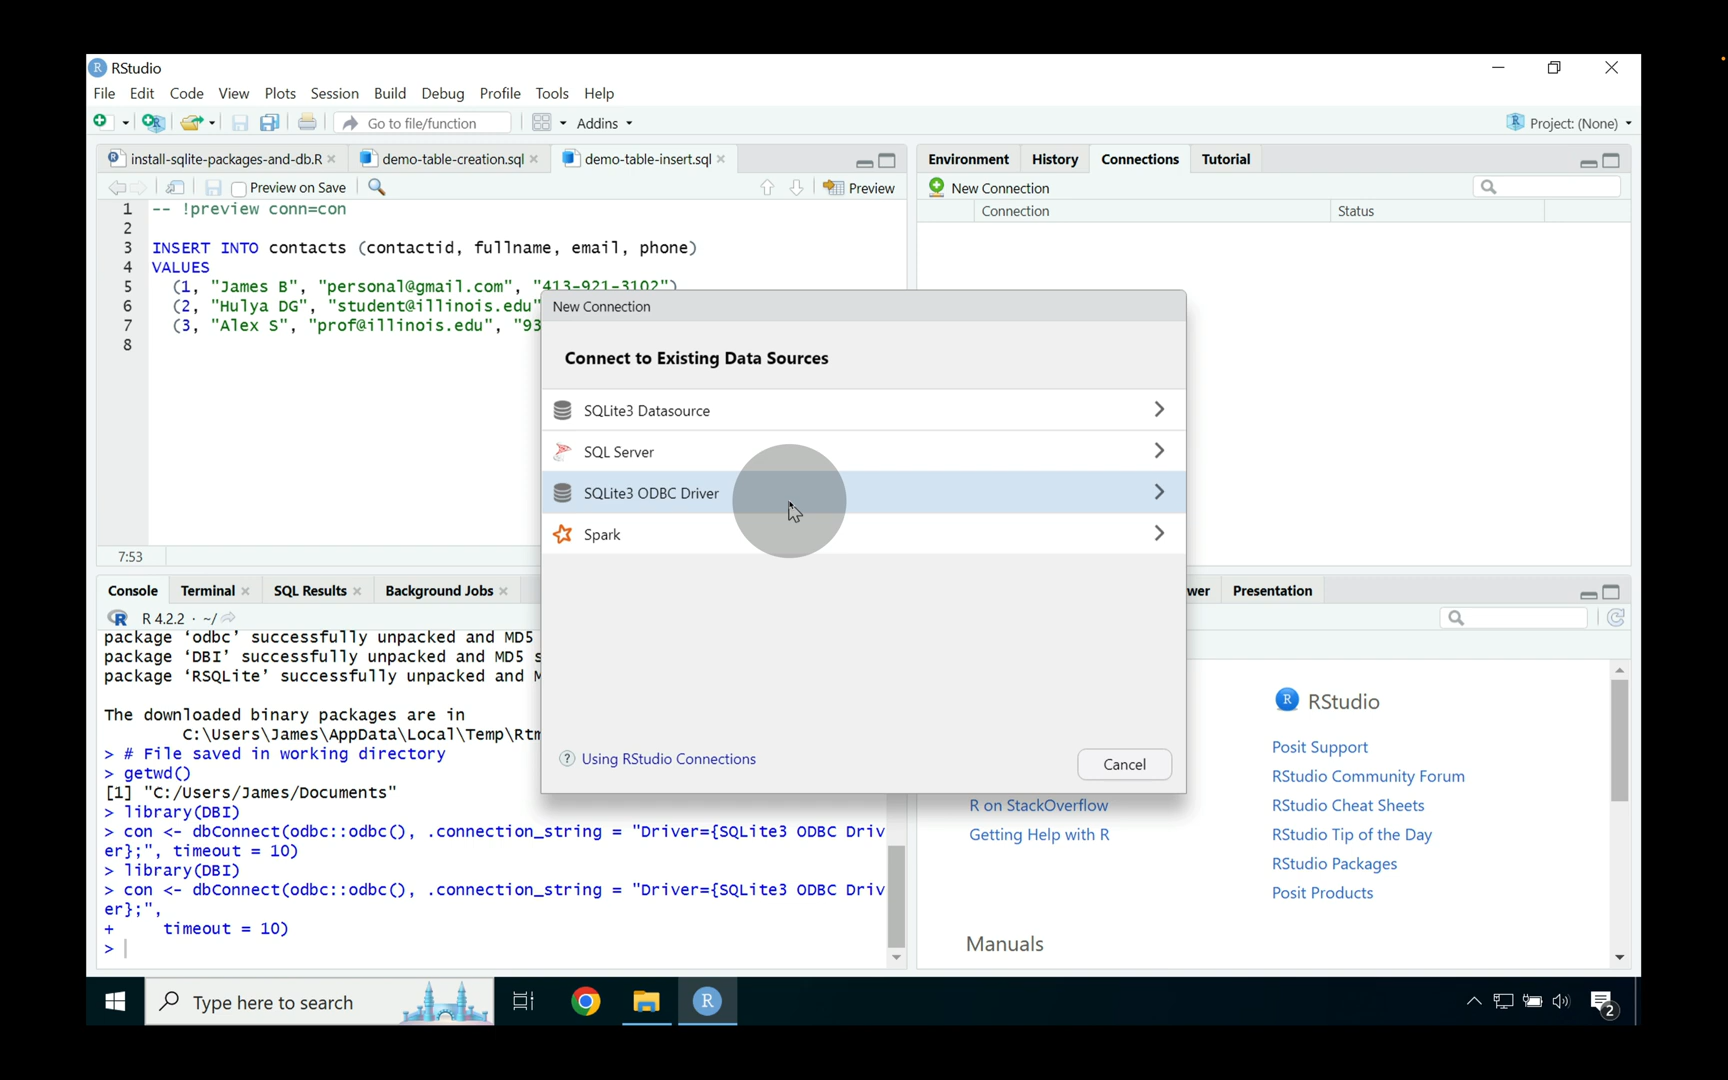 RStudio
File Edit Code View Plots Session Build Debug Profile Tools Help
Go to file/function Addins Project: (None)
install-sqlite-packages-and-db.R demo-table-creation.sql demo-table-insert.sql
Preview on Save Preview
1 -- !preview conn=con
2
3 INSERT INTO contacts (contactid, fullname, email, phone)
4 VALUES
5 (1, "James B", "personal@gmail.com", "413-921-3102")
6 (2, "Hulya DG", "student@illinois.edu"
7 (3, "Alex S", "prof@illinois.edu", "93
8
7:53
Environment History Connections Tutorial
New Connection
Connection Status
New Connection
Connect to Existing Data Sources
SQLite3 Datasource
SQL Server
SQLite3 ODBC Driver
Spark
Using RStudio Connections
Cancel
Console Terminal SQL Results Background Jobs
R 4.2.2 · ~/
package ‘odbc’ successfully unpacked and MD5
package ‘DBI’ successfully unpacked and MD5 s
package ‘RSQLite’ successfully unpacked and M
The downloaded binary packages are in
C:\Users\James\AppData\Local\Temp\Rtm
> # File saved in working directory
> getwd()
[1] "C:/Users/James/Documents"
> library(DBI)
> con <- dbConnect(odbc::odbc(), .connection_string = "Driver={SQLite3 ODBC Driv
er};", timeout = 10)
> library(DBI)
> con <- dbConnect(odbc::odbc(), .connection_string = "Driver={SQLite3 ODBC Driv
er};",
+ timeout = 10)
>
wer Presentation
R on StackOverflow
Getting Help with R
Manuals
R RStudio
Posit Support
RStudio Community Forum
RStudio Cheat Sheets
RStudio Tip of the Day
RStudio Packages
Posit Products
Type here to search
R
2